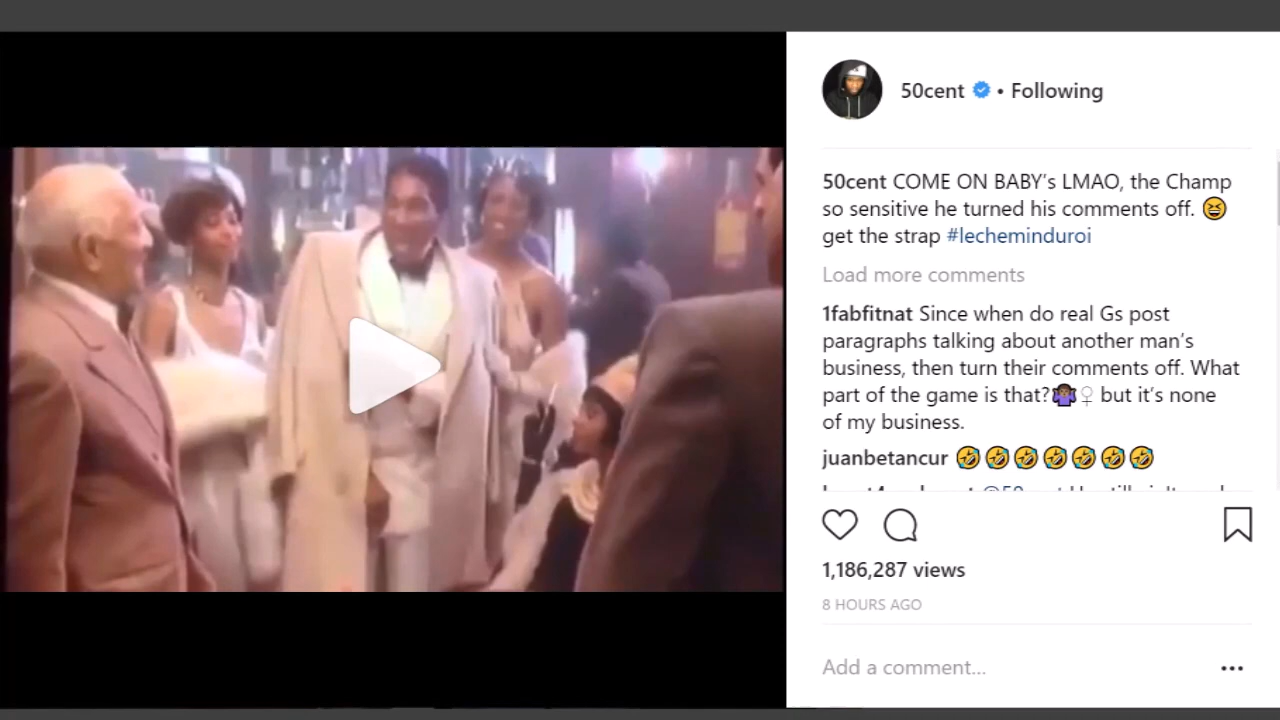 50cent • Following
50cent COME ON BABY’s LMAO, the Champ
so sensitive he turned his comments off. 😆
get the strap #lecheminduroi
Load more comments
1fabfitnat Since when do real Gs post
paragraphs talking about another man’s
business, then turn their comments off. What
part of the game is that?🤷🏾♀ but it’s none
of my business.
juanbetancur 🤣🤣🤣🤣🤣🤣🤣
1,186,287 views
8 HOURS AGO
Add a comment...